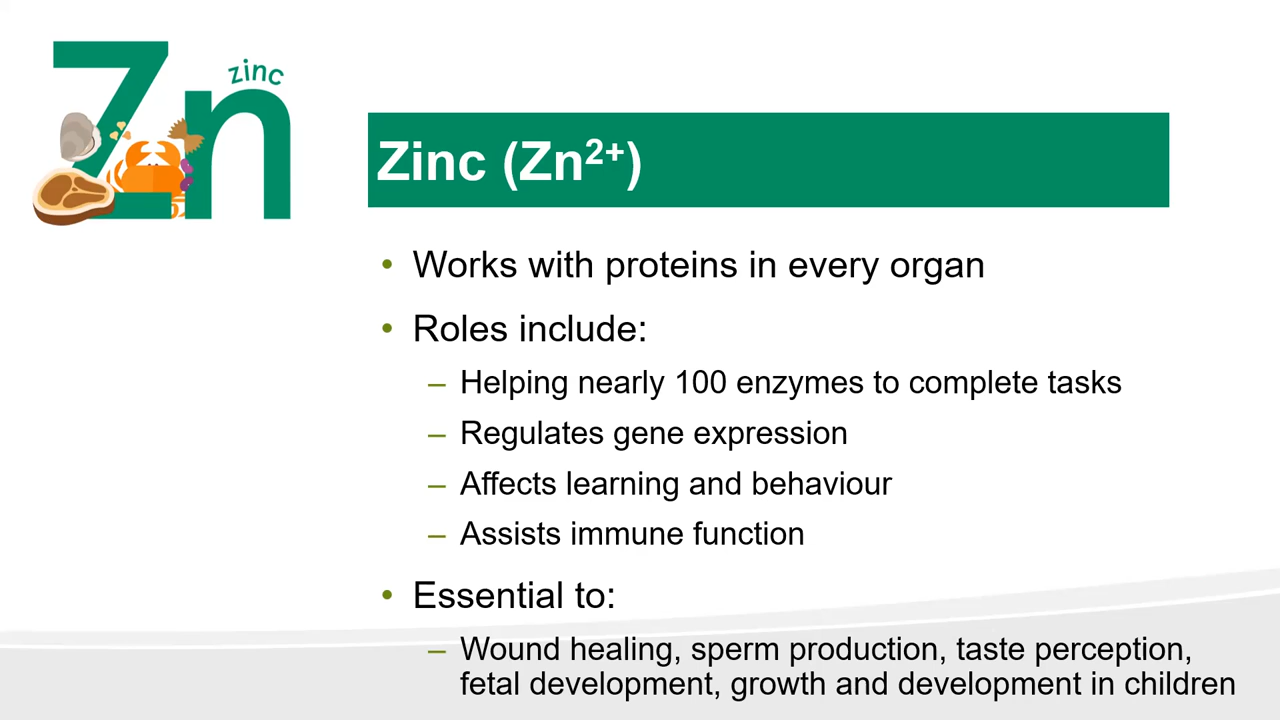 Zn
zinc
Zinc (Zn²⁺)
• Works with proteins in every organ
• Roles include:
– Helping nearly 100 enzymes to complete tasks
– Regulates gene expression
– Affects learning and behaviour
– Assists immune function
• Essential to:
– Wound healing, sperm production, taste perception,
fetal development, growth and development in children